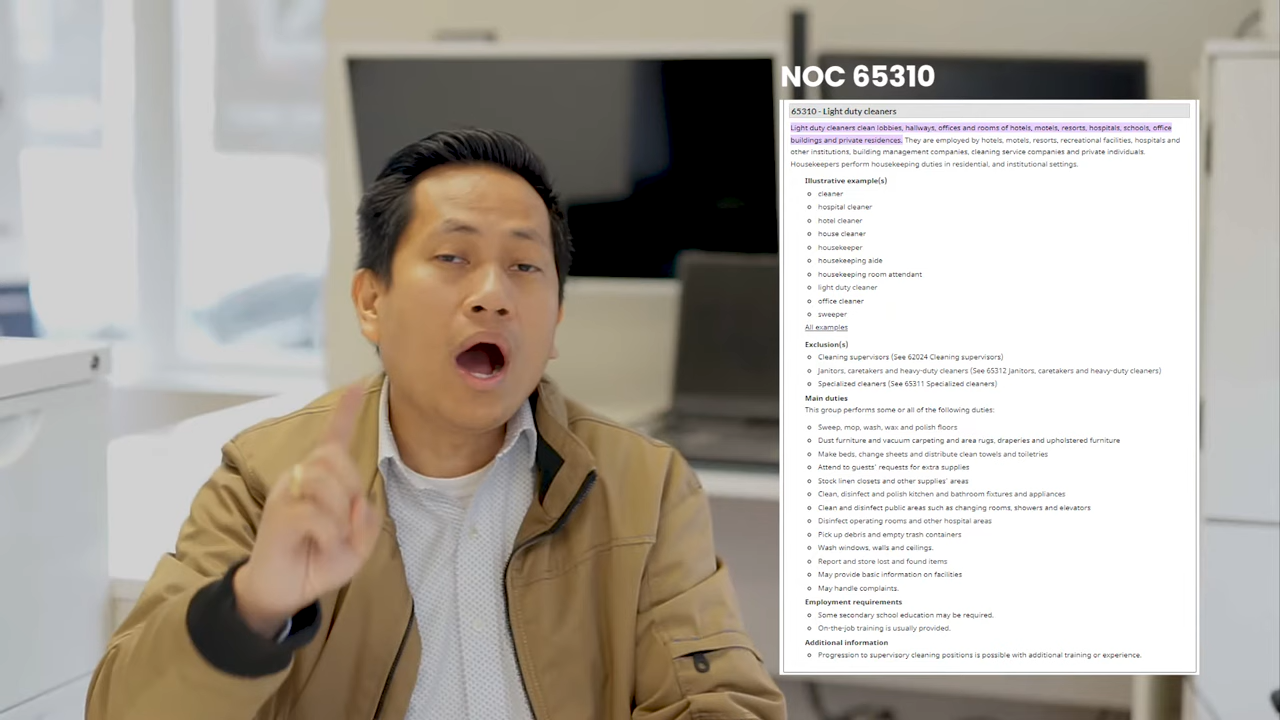 NOC 65310
65310 - Light duty cleaners
Light duty cleaners clean lobbies, hallways, offices and rooms of hotels, motels, resorts, hospitals, schools, office
buildings and private residences. They are employed by hotels, motels, resorts, recreational facilities, hospitals and
other institutions, building management companies, cleaning service companies and private individuals.
Housekeepers perform housekeeping duties in residential, and institutional settings.
Illustrative example(s)
cleaner
hospital cleaner
hotel cleaner
house cleaner
housekeeper
housekeeping aide
housekeeping room attendant
light duty cleaner
office cleaner
sweeper
All examples
Exclusion(s)
Cleaning supervisors (See 62024 Cleaning supervisors)
Janitors, caretakers and heavy-duty cleaners (See 65312 Janitors, caretakers and heavy-duty cleaners)
Specialized cleaners (See 65311 Specialized cleaners)
Main duties
This group performs some or all of the following duties:
Sweep, mop, wash, wax and polish floors
Dust furniture and vacuum carpeting and area rugs, draperies and upholstered furniture
Make beds, change sheets and distribute clean towels and toiletries
Attend to guests' requests for extra supplies
Stock linen closets and other supplies' areas
Clean, disinfect and polish kitchen and bathroom fixtures and appliances
Clean and disinfect public areas such as changing rooms, showers and elevators
Disinfect operating rooms and other hospital areas
Pick up debris and empty trash containers
Wash windows, walls and ceilings.
Report and store lost and found items
May provide basic information on facilities
May handle complaints.
Employment requirements
Some secondary school education may be required.
On-the-job training is usually provided.
Additional information
Progression to supervisory cleaning positions is possible with additional training or experience.